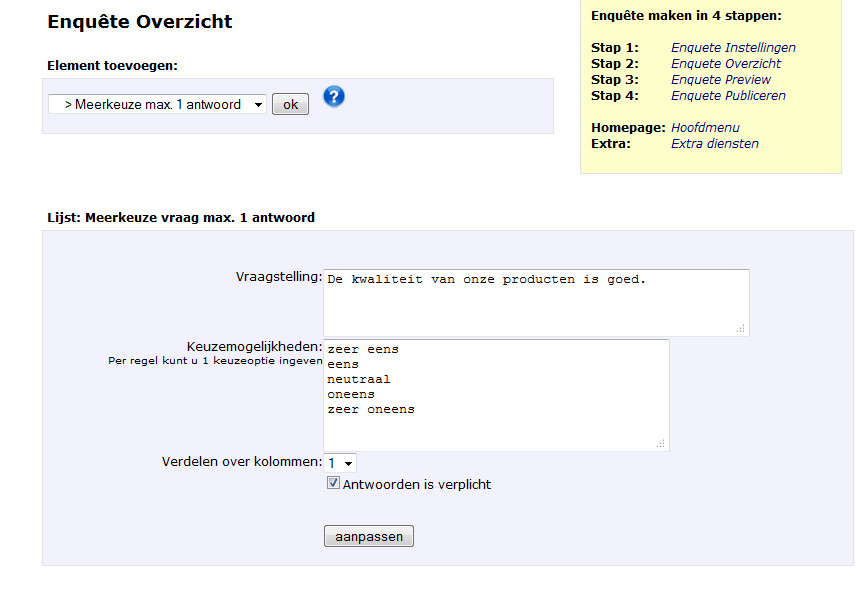 Enquête Overzicht
Element toevoegen:
> Meerkeuze max. 1 antwoord
ok
?
Enquête maken in 4 stappen:
Stap 1: Enquete Instellingen
Stap 2: Enquete Overzicht
Stap 3: Enquete Preview
Stap 4: Enquete Publiceren
Homepage: Hoofdmenu
Extra: Extra diensten
Lijst: Meerkeuze vraag max. 1 antwoord
Vraagstelling: De kwaliteit van onze producten is goed.
Keuzemogelijkheden:
Per regel kunt u 1 keuzeoptie ingeven
zeer eens
eens
neutraal
oneens
zeer oneens
Verdelen over kolommen: 1
Antwoorden is verplicht
aanpassen